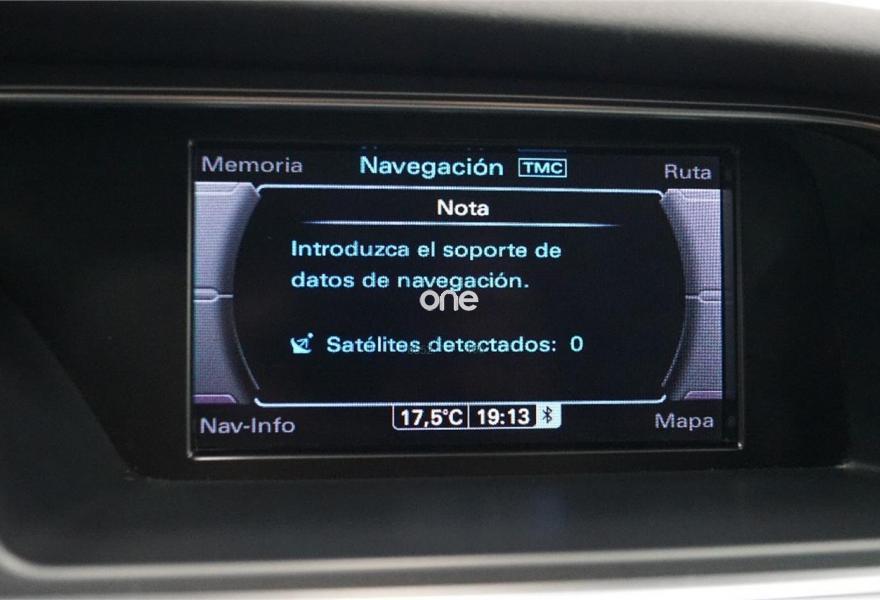 Memoria Navegación TMC Ruta
Nota
Introduzca el soporte de
datos de navegación.
one
Satélites detectados: 0
Nav-Info 17,5°C 19:13 Mapa